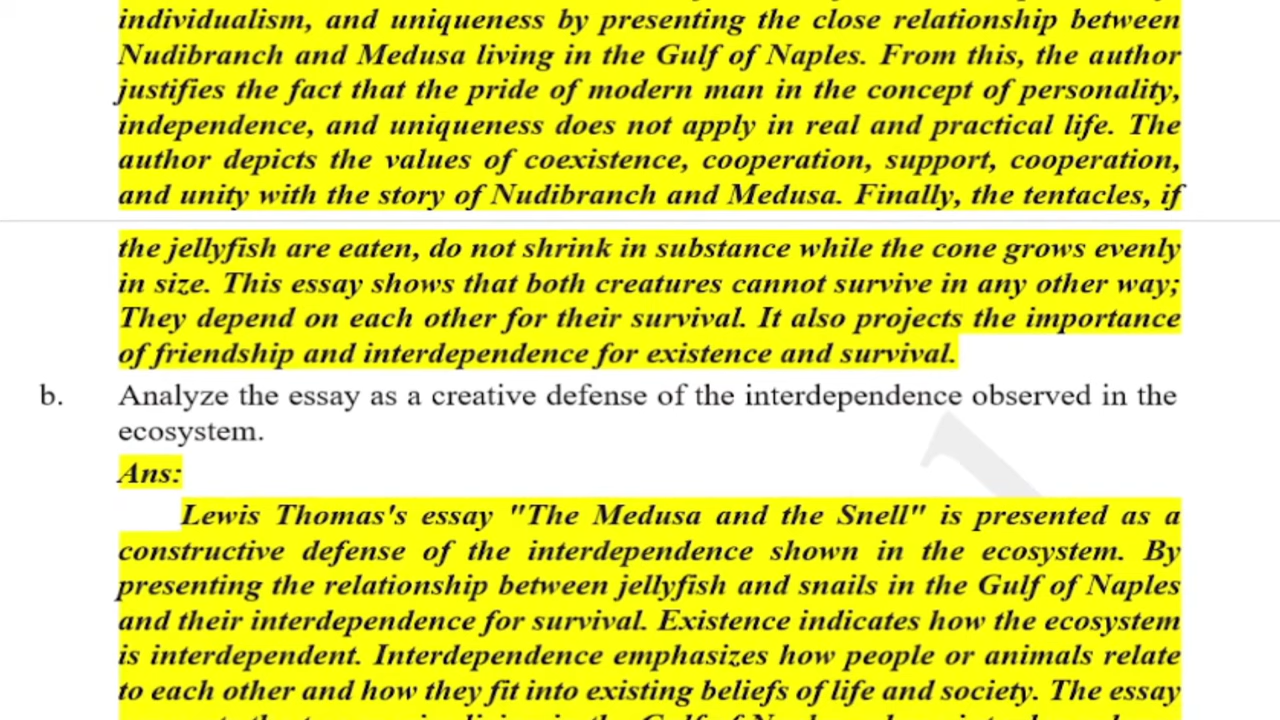 individualism, and uniqueness by presenting the close relationship between
Nudibranch and Medusa living in the Gulf of Naples. From this, the author
justifies the fact that the pride of modern man in the concept of personality,
independence, and uniqueness does not apply in real and practical life. The
author depicts the values of coexistence, cooperation, support, cooperation,
and unity with the story of Nudibranch and Medusa. Finally, the tentacles, if
the jellyfish are eaten, do not shrink in substance while the cone grows evenly
in size. This essay shows that both creatures cannot survive in any other way;
They depend on each other for their survival. It also projects the importance
of friendship and interdependence for existence and survival.
b. Analyze the essay as a creative defense of the interdependence observed in the
ecosystem.
Ans:
Lewis Thomas's essay "The Medusa and the Snell" is presented as a
constructive defense of the interdependence shown in the ecosystem. By
presenting the relationship between jellyfish and snails in the Gulf of Naples
and their interdependence for survival. Existence indicates how the ecosystem
is interdependent. Interdependence emphasizes how people or animals relate
to each other and how they fit into existing beliefs of life and society. The essay